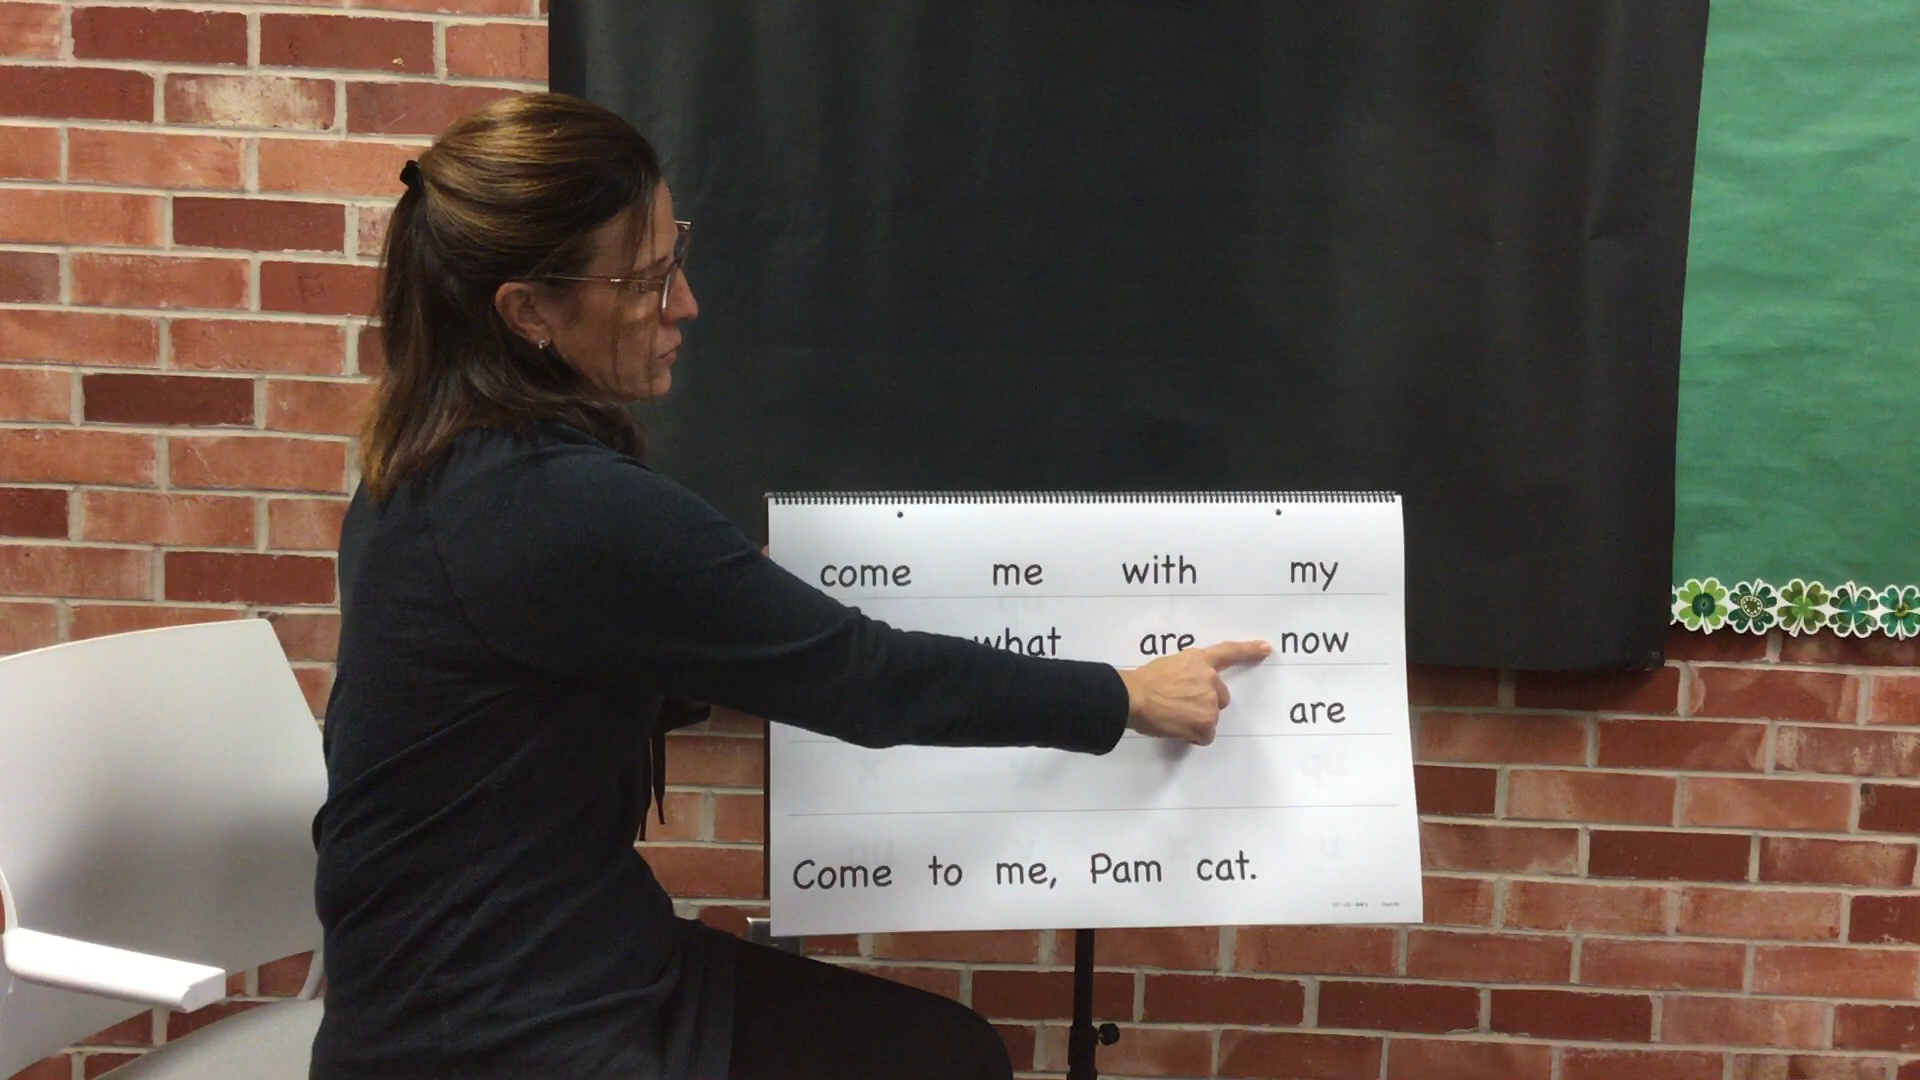 come me with my
what are now
are
Come to me, Pam cat.